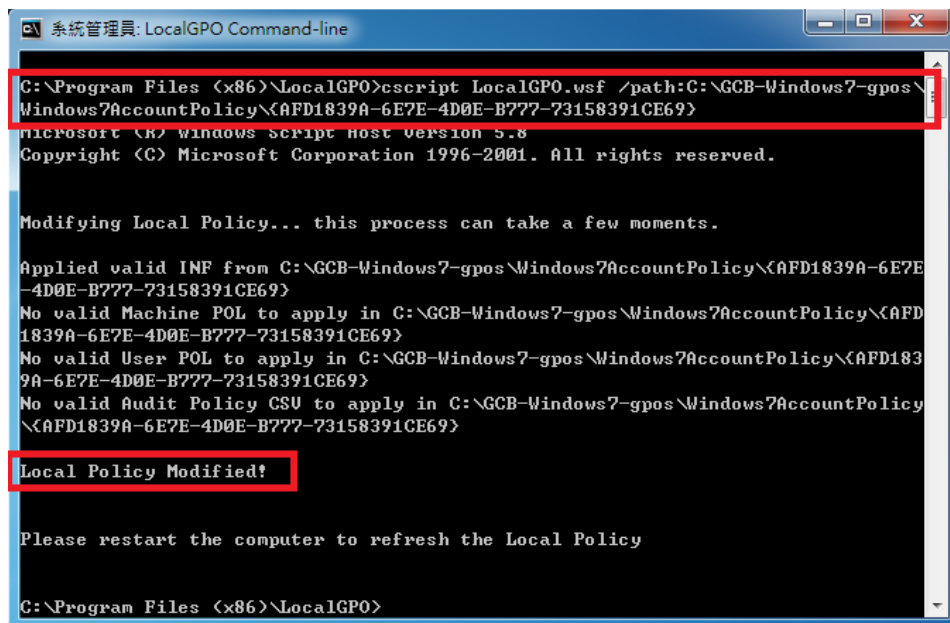 系統管理員: LocalGPO Command-line
C:\Program Files (x86)\LocalGPO>cscript LocalGPO.wsf /path:C:\GCB-Windows7-gpos\
Windows7AccountPolicy\{AFD1839A-6E7E-4D0E-B777-73158391CE69}
Microsoft (R) Windows Script Host Version 5.8
Copyright (C) Microsoft Corporation 1996-2001. All rights reserved.
Modifying Local Policy... this process can take a few moments.
Applied valid INF from C:\GCB-Windows7-gpos\Windows7AccountPolicy\{AFD1839A-6E7E
-4D0E-B777-73158391CE69}
No valid Machine POL to apply in C:\GCB-Windows7-gpos\Windows7AccountPolicy\{AFD
1839A-6E7E-4D0E-B777-73158391CE69}
No valid User POL to apply in C:\GCB-Windows7-gpos\Windows7AccountPolicy\{AFD183
9A-6E7E-4D0E-B777-73158391CE69}
No valid Audit Policy CSV to apply in C:\GCB-Windows7-gpos\Windows7AccountPolicy
\{AFD1839A-6E7E-4D0E-B777-73158391CE69}
Local Policy Modified!
Please restart the computer to refresh the Local Policy
C:\Program Files (x86)\LocalGPO>